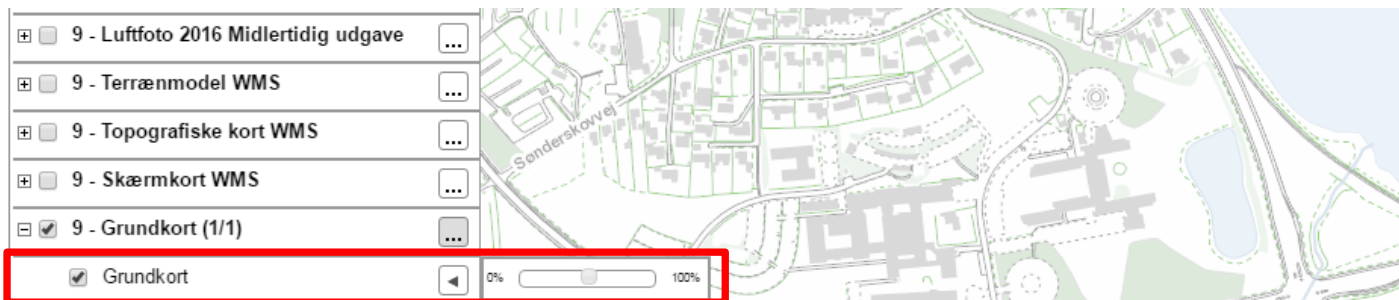 9 - Luftfoto 2016 Midlertidig udgave ...
9 - Terrænmodel WMS ...
9 - Topografiske kort WMS ...
9 - Skærmkort WMS ...
9 - Grundkort (1/1) ...
Grundkort 0% 100%
Sønderskovvej